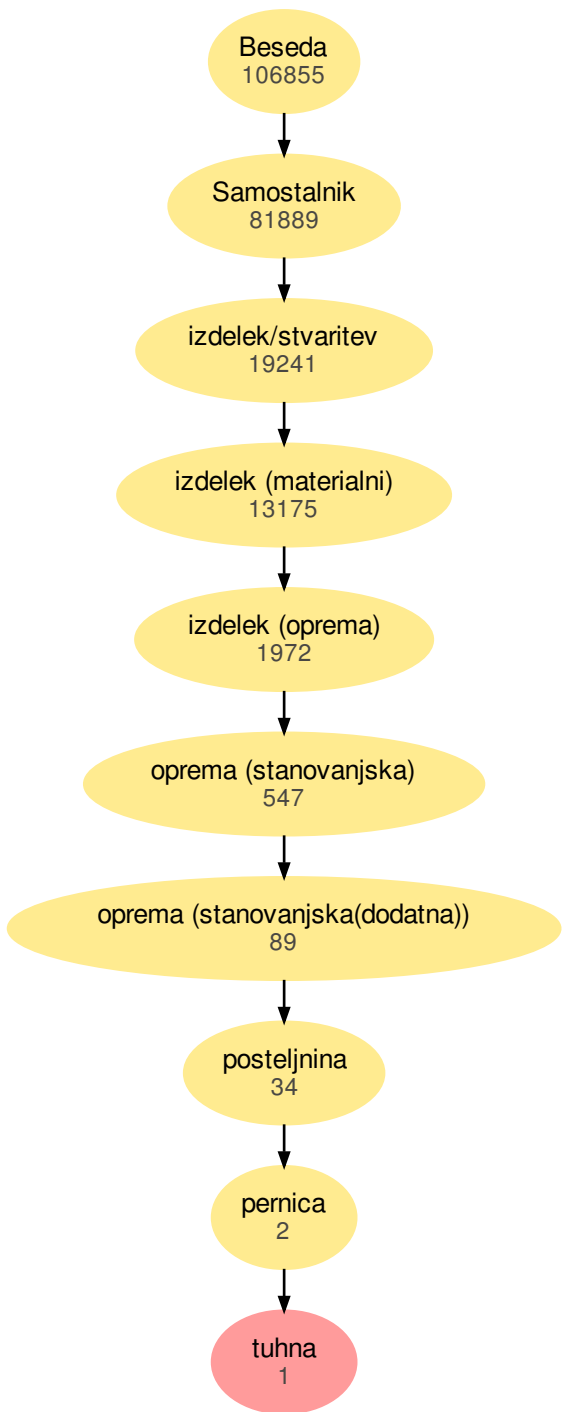 Beseda
106855
Samostalnik
81889
izdelek/stvaritev
19241
izdelek (materialni)
13175
izdelek (oprema)
1972
oprema (stanovanjska)
547
oprema (stanovanjska(dodatna))
89
posteljnina
34
pernica
2
tuhna
1